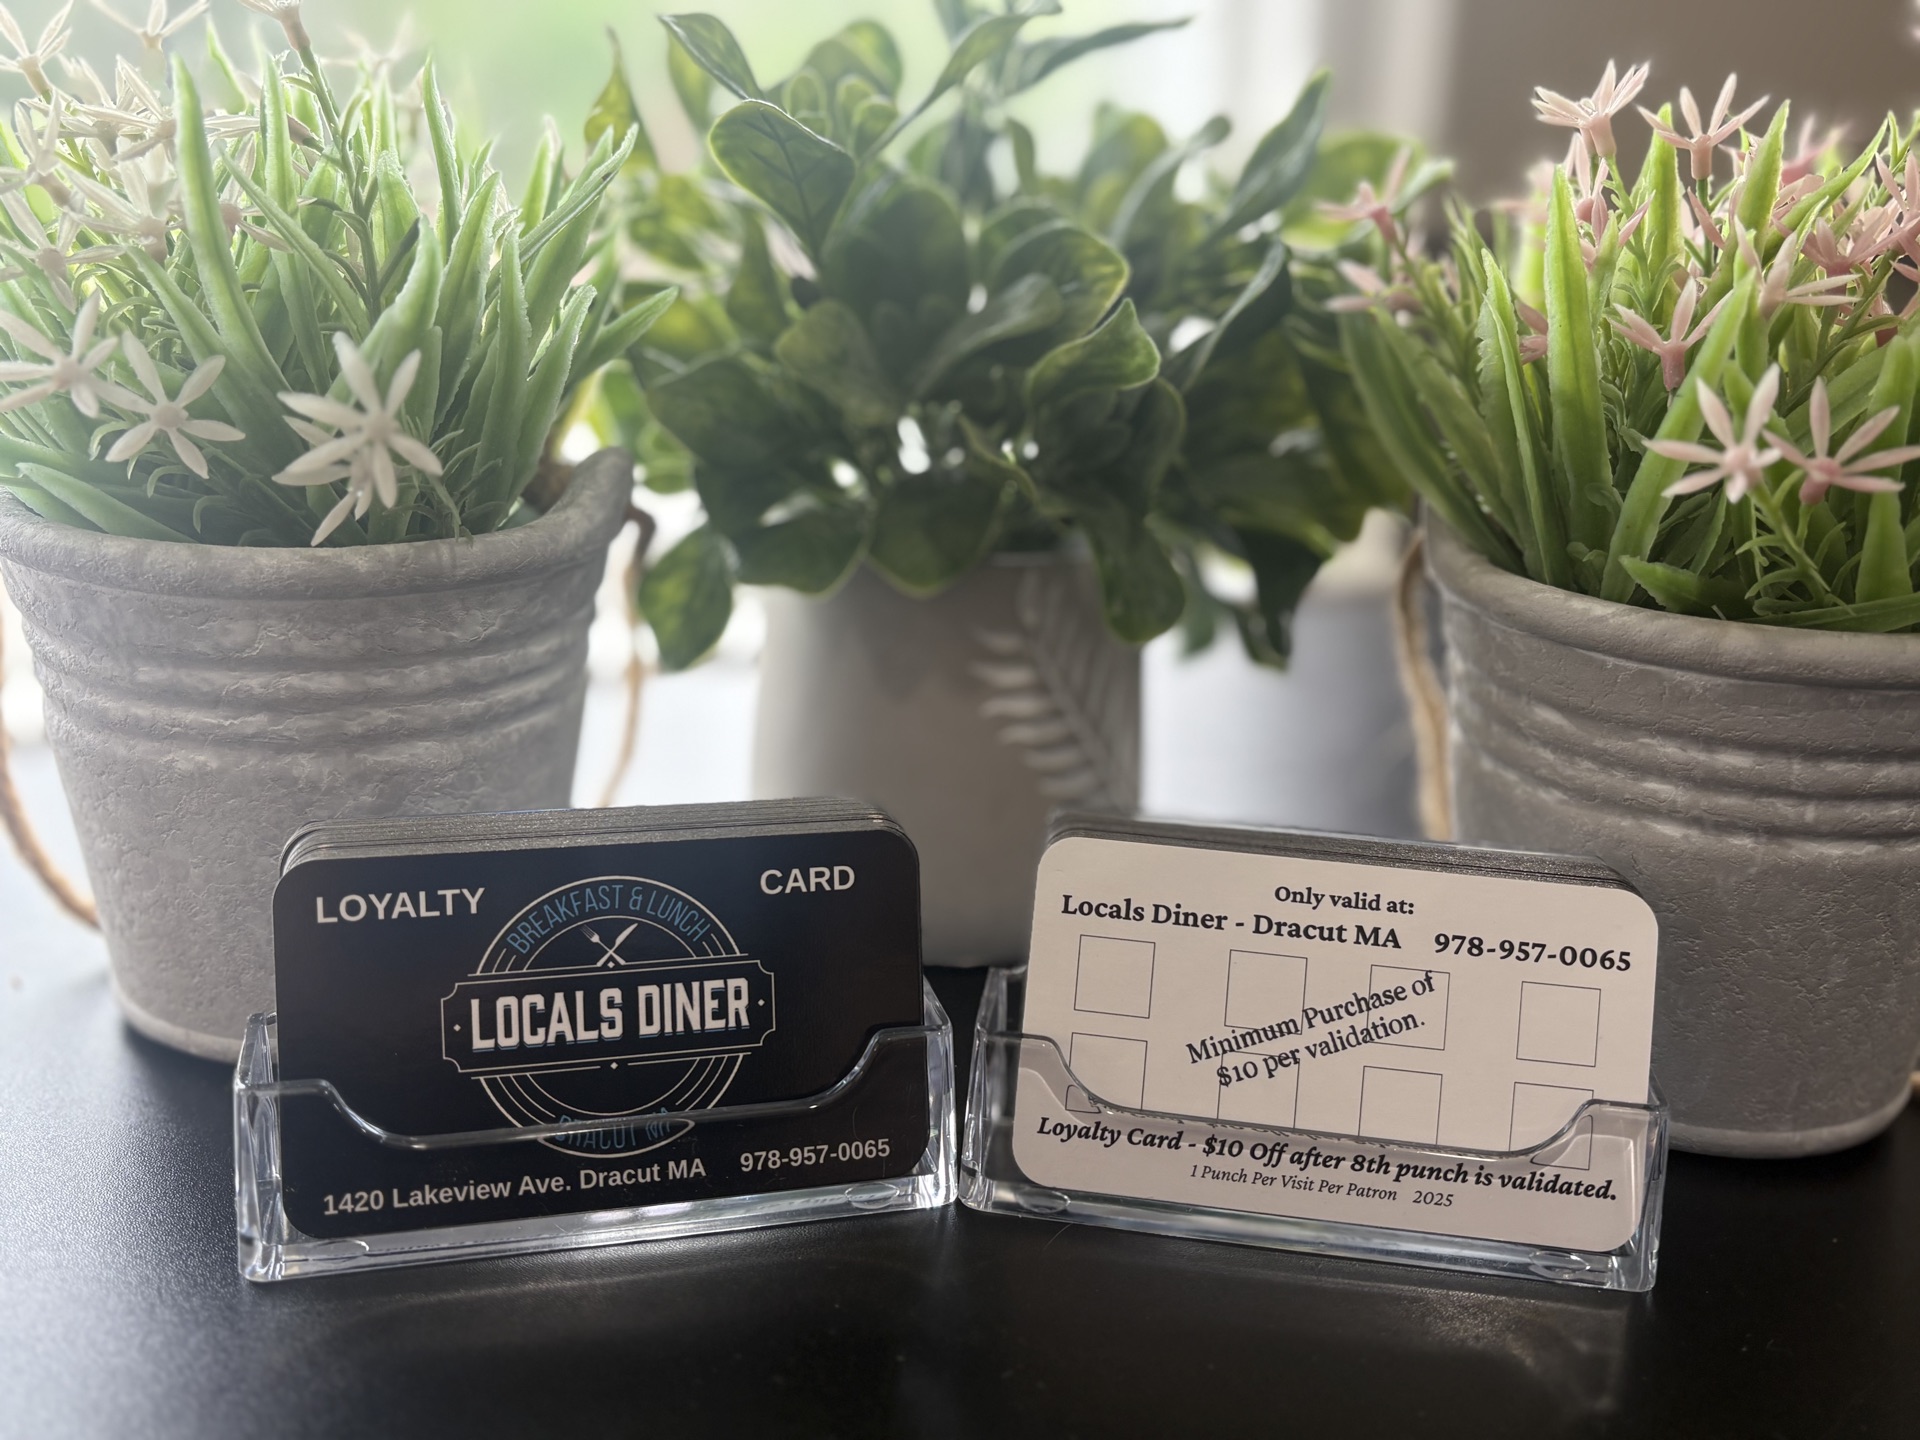 LOYALTY CARD
BREAKFAST & LUNCH
LOCALS DINER
DRACUT MA
1420 Lakeview Ave. Dracut MA 978-957-0065
Only valid at:
Locals Diner - Dracut MA 978-957-0065
Minimum Purchase of
$10 per validation.
Loyalty Card - $10 Off after 8th punch is validated.
1 Punch Per Visit Per Patron 2025